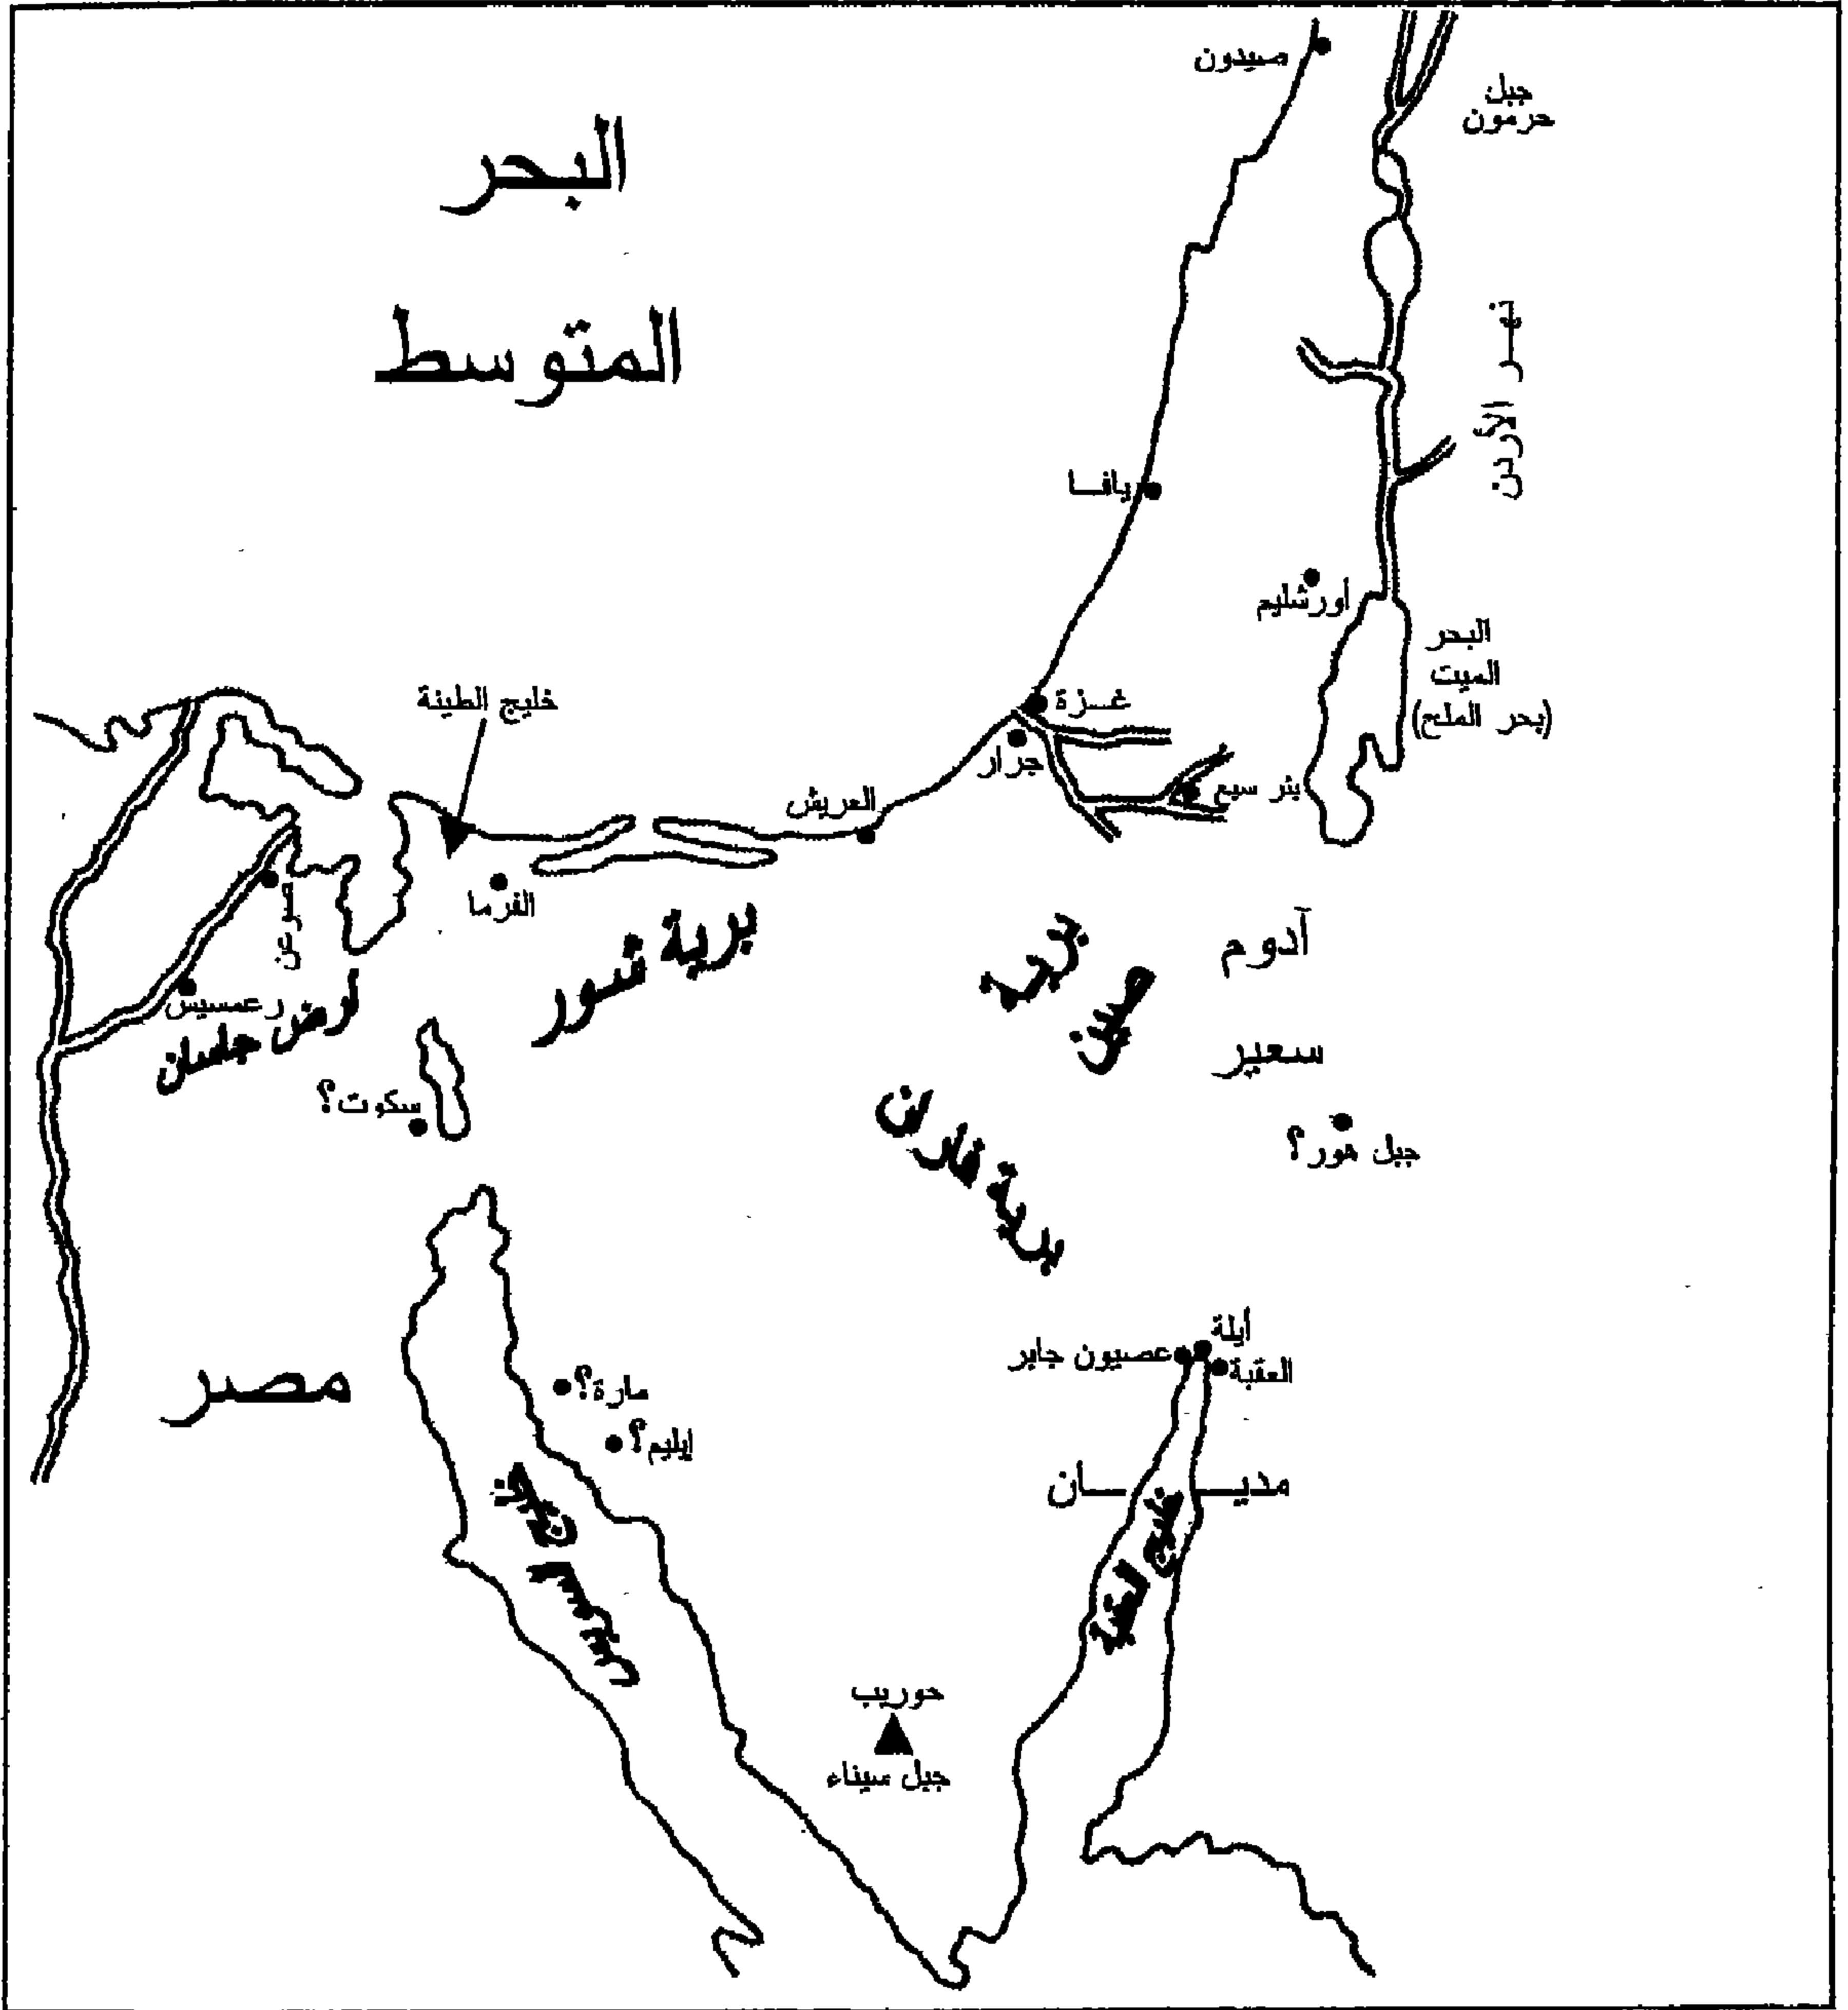 صيدون
جبل
حرمون
البحر
المتوسط
نهر الأردن
يافا
أورشليم
البحر
الميت
(بحر الملح)
خليج الطينة
غزة
جرار
بئر سبع
العريش
الفرما
برية شور
برية
صين
آدوم
سعير
رعمسيس
أرض جاسان
سكوت؟
برية فاران
جبل هور؟
أيلة
عصيون جابر
العقبة
مصر
مارة؟
إيليم؟
مديان
خليج العقبة
حوريب
جبل سيناء